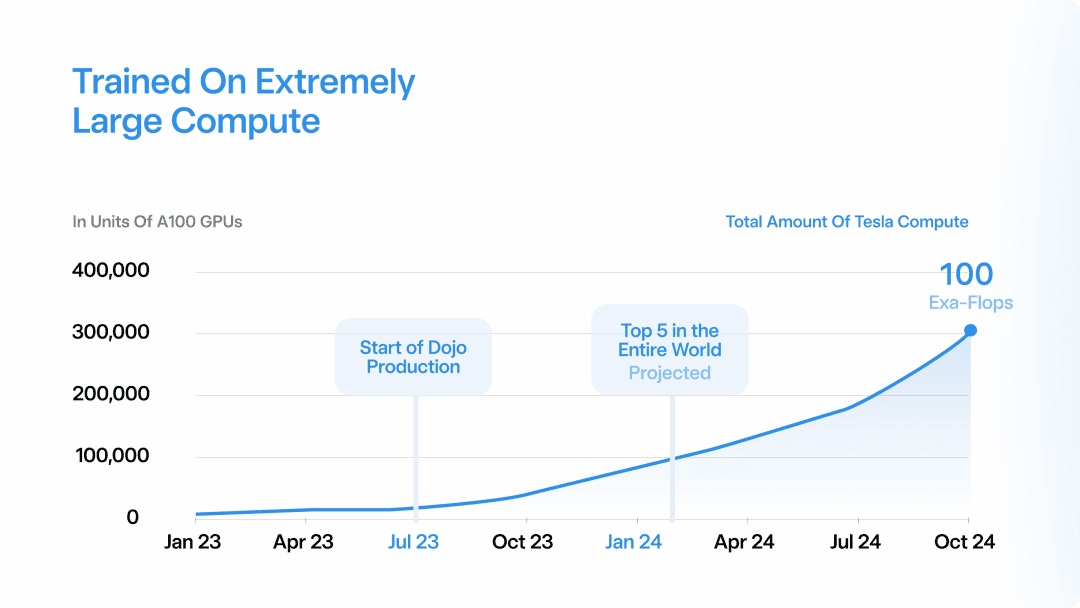 Trained On Extremely
Large Compute
In Units Of A100 GPUs
Total Amount Of Tesla Compute
400,000
300,000
200,000
100,000
0
100
Exa-Flops
Start of Dojo
Production
Top 5 in the
Entire World
Projected
Jan 23
Apr 23
Jul 23
Oct 23
Jan 24
Apr 24
Jul 24
Oct 24